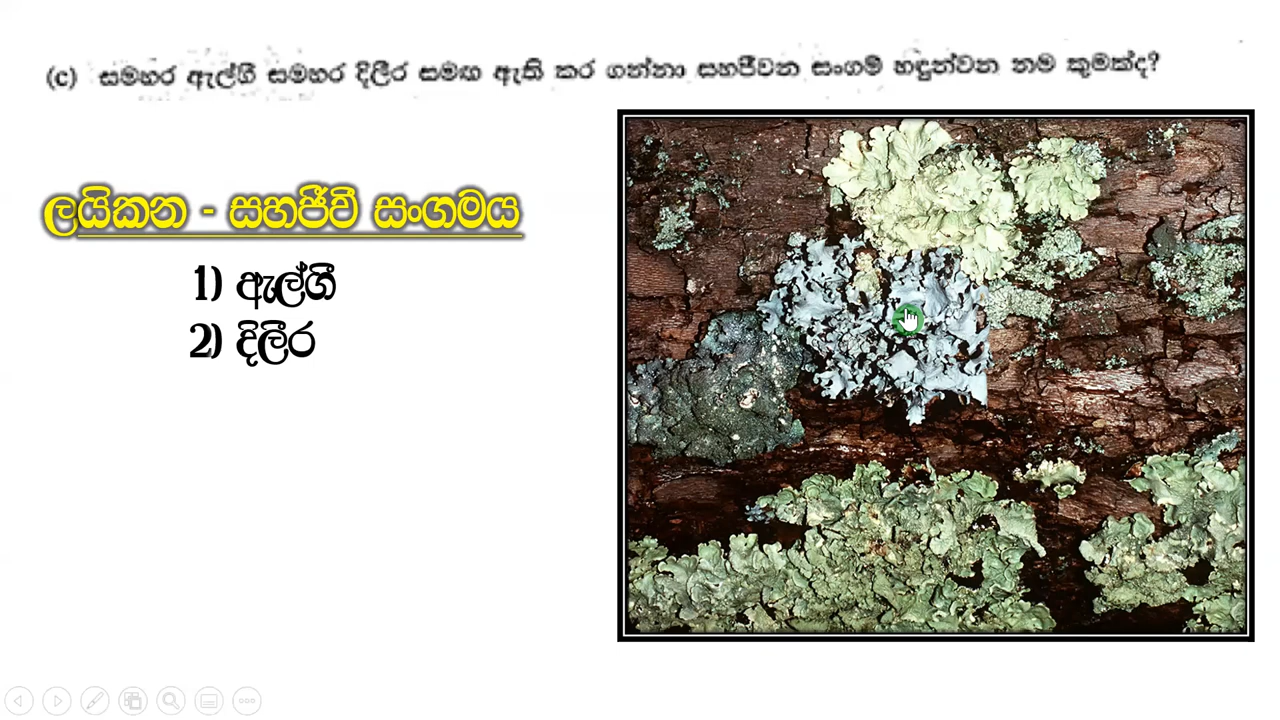 (c) සමහර ඇල්ගී සමහර දිලීර සමඟ ඇති කර ගන්නා සහජීවන සංගම් හඳුන්වන නම කුමක්ද?
ලයිකන - සහජීවී සංගමය
1) ඇල්ගී
2) දිලීර